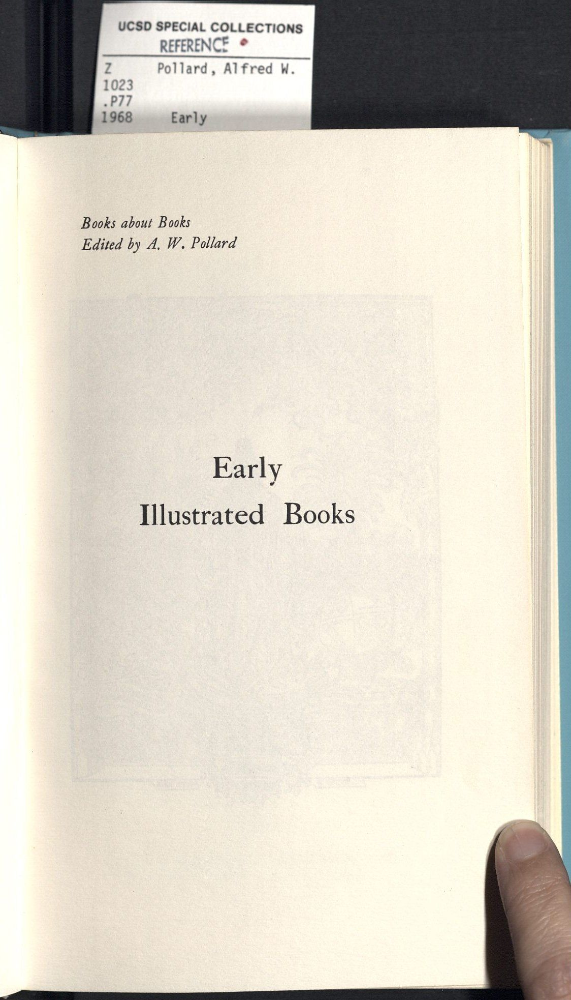 UCSD SPECIAL COLLECTIONS
REFERENCE
Z Pollard, Alfred W.
1023
.P77
1968 Early
Books about Books
Edited by A. W. Pollard
Early
Illustrated Books